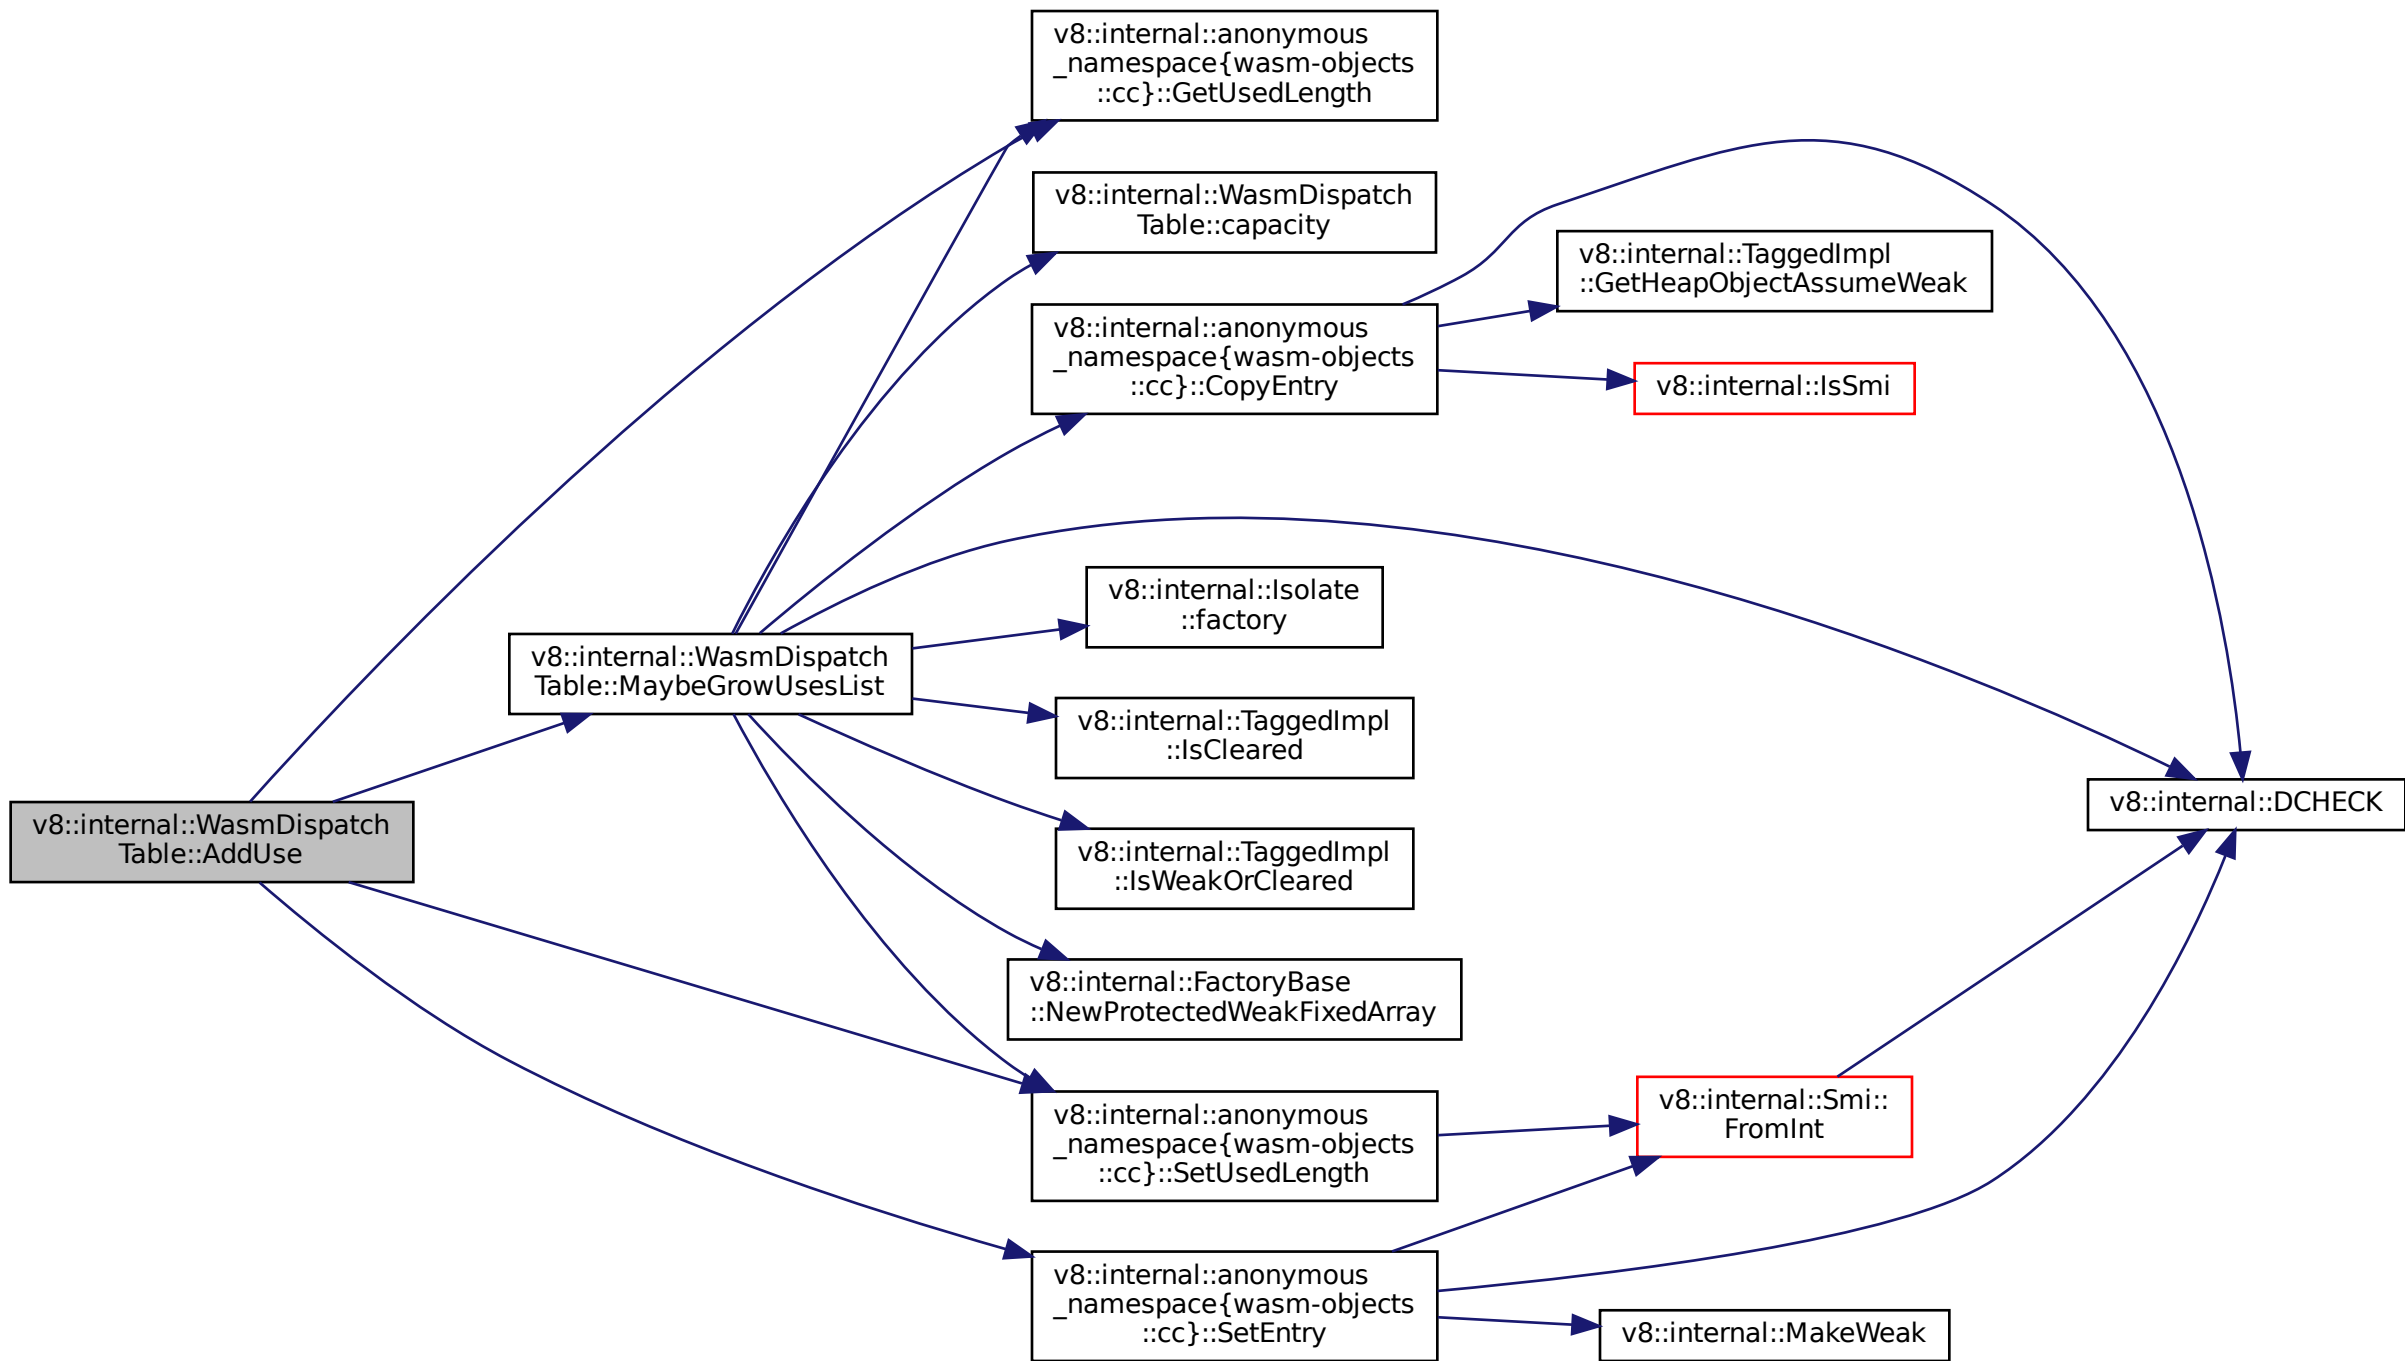 v8::internal::anonymous
_namespace{wasm-objects
::cc}::GetUsedLength
v8::internal::WasmDispatch
Table::capacity
v8::internal::TaggedImpl
::GetHeapObjectAssumeWeak
v8::internal::anonymous
_namespace{wasm-objects
::cc}::CopyEntry
v8::internal::IsSmi
v8::internal::Isolate
::factory
v8::internal::WasmDispatch
Table::MaybeGrowUsesList
v8::internal::TaggedImpl
::IsCleared
v8::internal::DCHECK
v8::internal::WasmDispatch
Table::AddUse
v8::internal::TaggedImpl
::IsWeakOrCleared
v8::internal::FactoryBase
::NewProtectedWeakFixedArray
v8::internal::Smi::
FromInt
v8::internal::anonymous
_namespace{wasm-objects
::cc}::SetUsedLength
v8::internal::anonymous
_namespace{wasm-objects
::cc}::SetEntry
v8::internal::MakeWeak